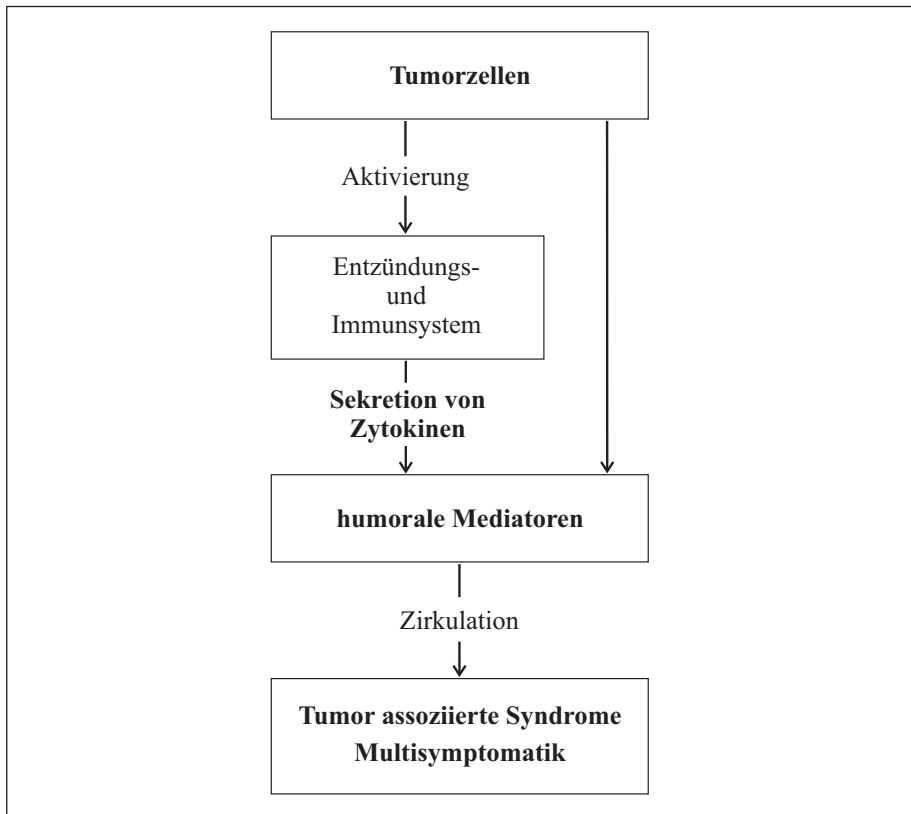 Tumorzellen
Aktivierung
Entzündungs-
und
Immunsystem
Sekretion von
Zytokinen
humorale Mediatoren
Zirkulation
Tumor assoziierte Syndrome
Multisymptomatik